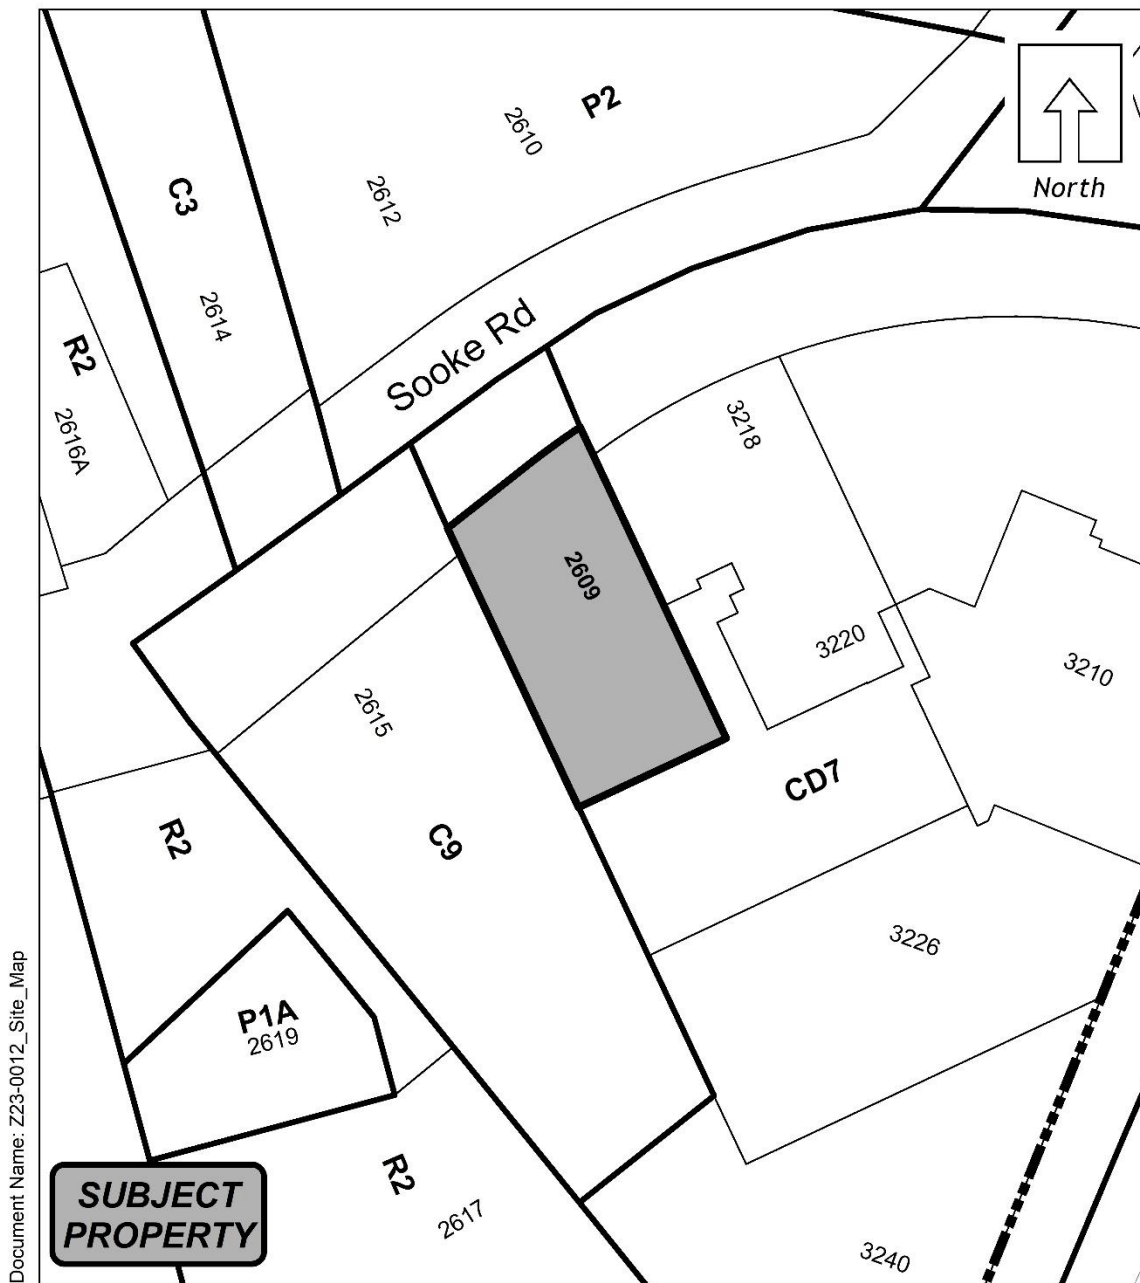 P2
2610
North
C3
2612
2614
R2
Sooke Rd
2616A
3218
2609
3220
3210
2615
CD7
R2
C9
3226
P1A
2619
R2
SUBJECT
PROPERTY
2617
3240
Document Name: Z23-0012_Site_Map